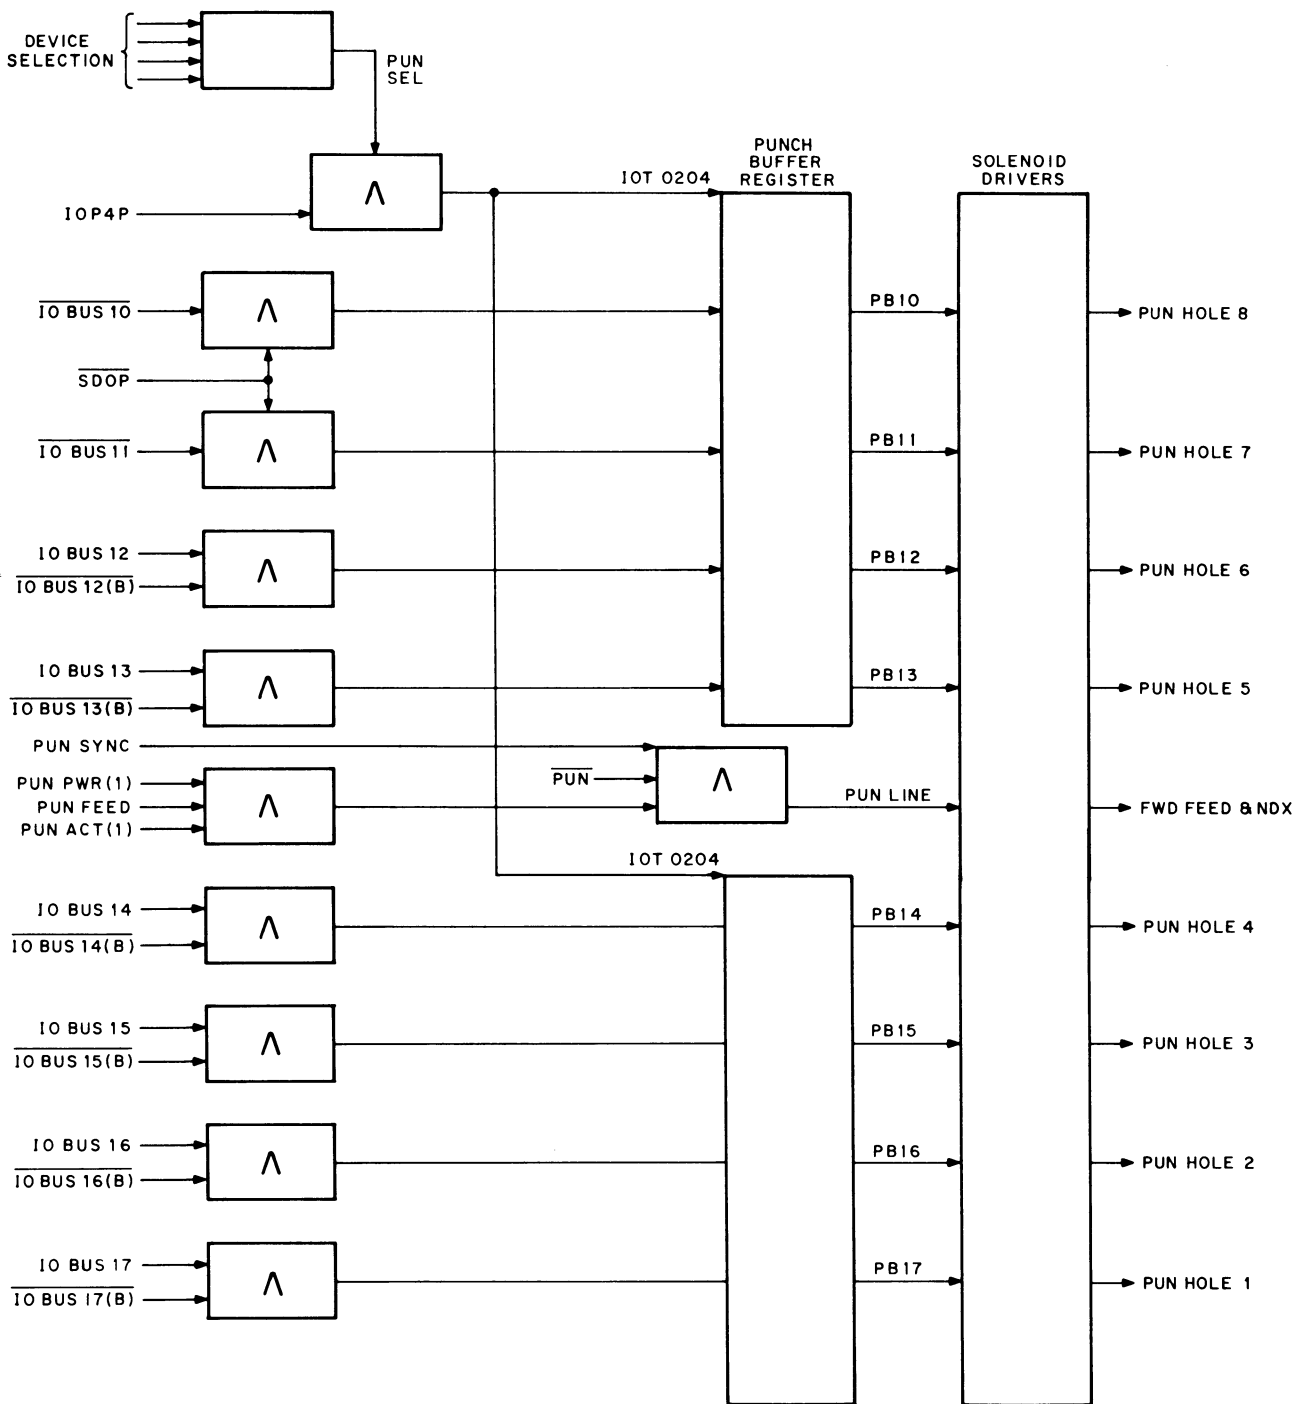 DEVICE
SELECTION
PUN
SEL
IOP4P
Λ
IOT 0204
PUNCH
BUFFER
REGISTER
SOLENOID
DRIVERS
IO BUS 10
Λ
PB10
PUN HOLE 8
SDOP
IO BUS 11
Λ
PB11
PUN HOLE 7
IO BUS 12
IO BUS 12(B)
Λ
PB12
PUN HOLE 6
IO BUS 13
IO BUS 13(B)
Λ
PB13
PUN HOLE 5
PUN SYNC
PUN
Λ
PUN PWR(1)
PUN FEED
PUN ACT(1)
Λ
PUN LINE
FWD FEED & NDX
IOT 0204
IO BUS 14
IO BUS 14(B)
Λ
PB14
PUN HOLE 4
IO BUS 15
IO BUS 15(B)
Λ
PB15
PUN HOLE 3
IO BUS 16
IO BUS 16(B)
Λ
PB16
PUN HOLE 2
IO BUS 17
IO BUS 17(B)
Λ
PB17
PUN HOLE 1